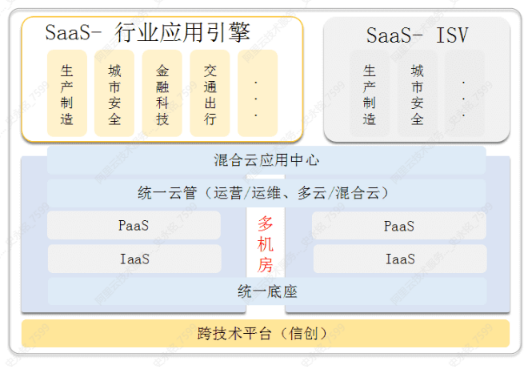 SaaS- 行业应用引擎
SaaS- ISV
生产制造
城市安全
金融科技
交通出行
...
生产制造
城市安全
...
混合云应用中心
统一云管（运营/运维、多云/混合云）
PaaS
多机房
PaaS
IaaS
IaaS
统一底座
跨技术平台（信创）